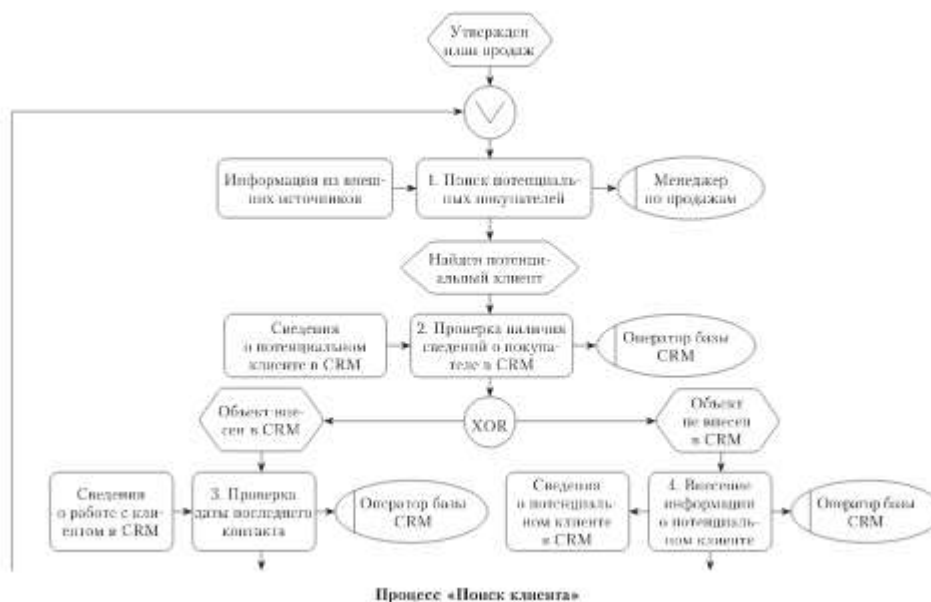 Утвержден
план продаж
Информация из внеш-
них источников
1. Поиск потенциаль-
ных покупателей
Менеджер
по продажам
Найден потенци-
альный клиент
Сведения
о потенциальном
клиенте в CRM
2. Проверка наличия
сведений о покупа-
теле в CRM
Оператор базы
CRM
Объект вне-
сен в CRM
XOR
Объект
не внесен
в CRM
Сведения
о работе с кли-
ентом в CRM
3. Проверка
даты последнего
контакта
Оператор базы
CRM
Сведения
о потенциаль-
ном клиенте
в CRM
4. Внесение
информации
о потенциаль-
ном клиенте
Оператор базы
CRM
Процесс «Поиск клиента»